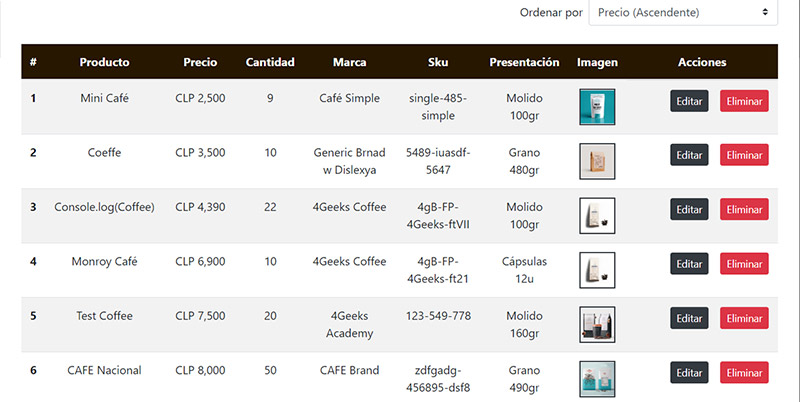 Ordenar por Precio (Ascendente)
# Producto Precio Cantidad Marca Sku Presentación Imagen Acciones
1 Mini Café CLP 2,500 9 Café Simple single-485- Molido Editar Eliminar
simple 100gr
2 Coeffe CLP 3,500 10 Generic Brnad 5489-iuasdf- Grano Editar Eliminar
w Dislexya 5647 480gr
3 Console.log(Coffee) CLP 4,390 22 4Geeks Coffee 4gB-FP- Molido Editar Eliminar
4Geeks-ftVII 100gr
4 Monroy Café CLP 6,900 10 4Geeks Coffee 4gB-FP- Cápsulas Editar Eliminar
4Geeks-ft21 12u
5 Test Coffee CLP 7,500 20 4Geeks 123-549-778 Molido Editar Eliminar
Academy 160gr
6 CAFE Nacional CLP 8,000 50 CAFE Brand zdfgadg- Grano Editar Eliminar
456895-dsf8 490gr